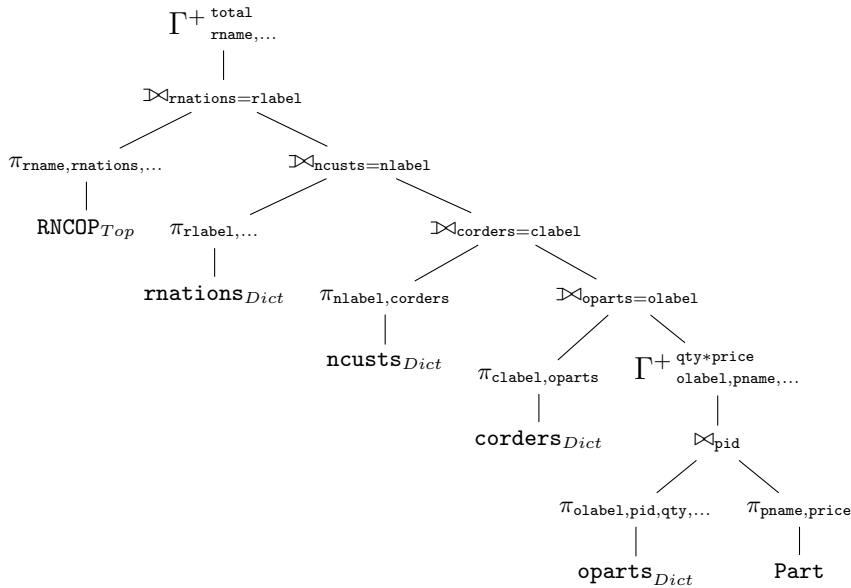 Γ⁺ total rname,...
⟕rnations=rlabel
πrname,rnations,...
⟕ncusts=nlabel
RNCOPTop
πrlabel,...
⟕corders=clabel
rnationsDict
πnlabel,corders
⟕oparts=olabel
ncustsDict
πclabel,oparts
Γ⁺ qty*price olabel,pname,...
cordersDict
⋈pid
πolabel,pid,qty,...
πpname,price
opartsDict
Part